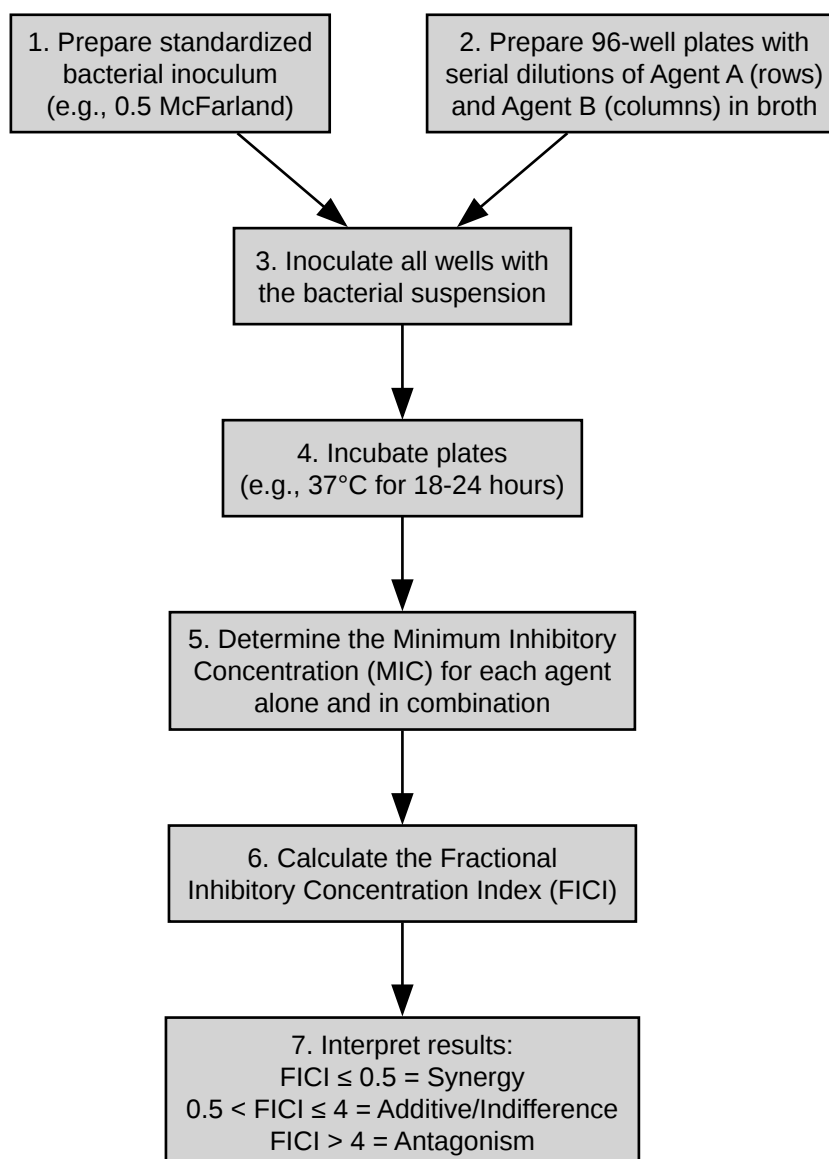 1. Prepare standardized
bacterial inoculum
(e.g., 0.5 McFarland)
2. Prepare 96-well plates with
serial dilutions of Agent A (rows)
and Agent B (columns) in broth
3. Inoculate all wells with
the bacterial suspension
4. Incubate plates
(e.g., 37°C for 18-24 hours)
5. Determine the Minimum Inhibitory
Concentration (MIC) for each agent
alone and in combination
6. Calculate the Fractional
Inhibitory Concentration Index (FICI)
7. Interpret results:
FICI ≤ 0.5 = Synergy
0.5 < FICI ≤ 4 = Additive/Indifference
FICI > 4 = Antagonism